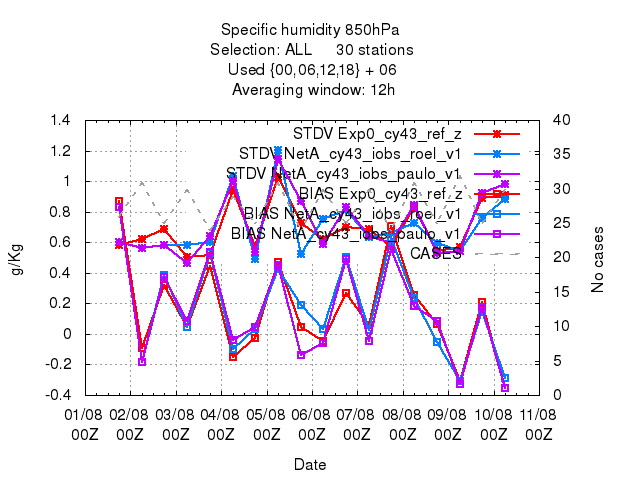 Specific humidity 850hPa
Selection: ALL 30 stations
Used {00,06,12,18} + 06
Averaging window: 12h
1.4
1.2
1
0.8
0.6
0.4
0.2
0
-0.2
-0.4
g/Kg
STDV Exp0_cy43_ref_z
STDV NetA_cy43_iobs_roel_v1
STDV NetA_cy43_iobs_paulo_v1
BIAS Exp0_cy43_ref_z
BIAS NetA_cy43_iobs_roel_v1
BIAS NetA_cy43_iobs_paulo_v1
CASES
40
35
30
25
20
15
10
5
0
No cases
01/08 02/08 03/08 04/08 05/08 06/08 07/08 08/08 09/08 10/08 11/08
00Z 00Z 00Z 00Z 00Z 00Z 00Z 00Z 00Z 00Z 00Z
Date